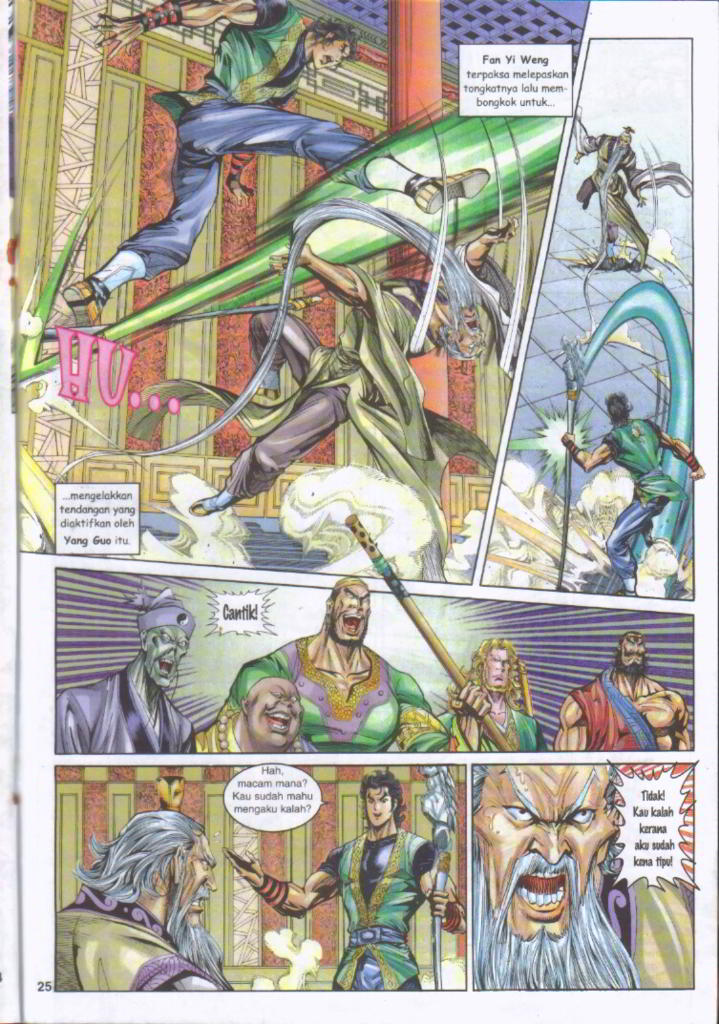 Fan Yi Weng
terpaksa melepaskan
tongkatnya lalu mem-
bongkok untuk...
HU...
...mengelakkan
tendangan yang
diaktifkan oleh
Yang Guo itu.
Cantik!
Hah,
macam mana?
Kau sudah mahu
mengaku kalah?
Tidak!
Kau kalah
kerana
aku sudah
kena tipu!
25